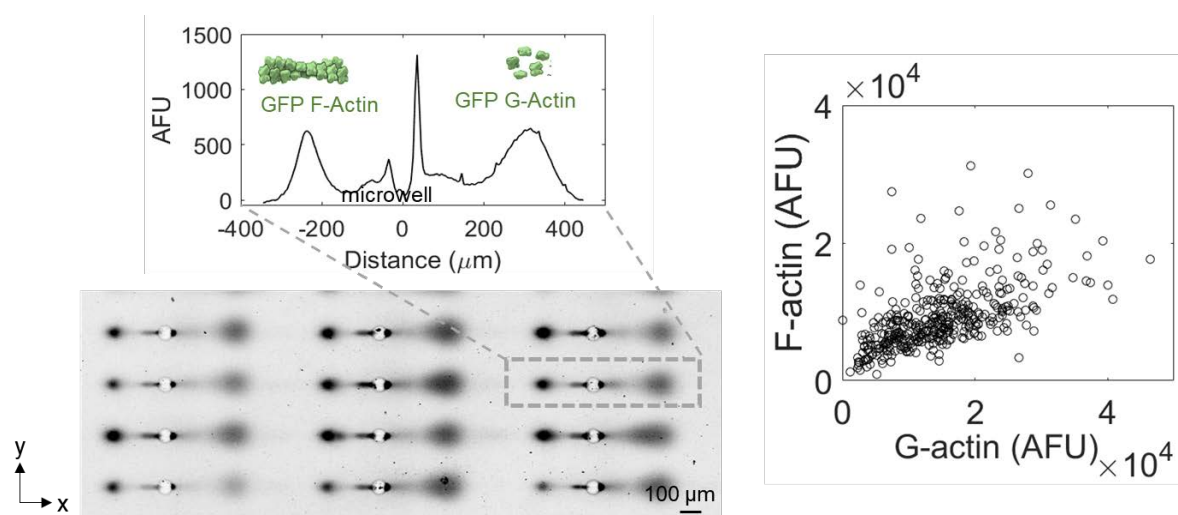 1500
1000
500
0
AFU
GFP F-Actin
GFP G-Actin
microwell
-400
-200
0
200
400
Distance (μm)
y
x
100 μm
×10⁴
4
2
0
F-actin (AFU)
0
2
4
G-actin (AFU)
×10⁴